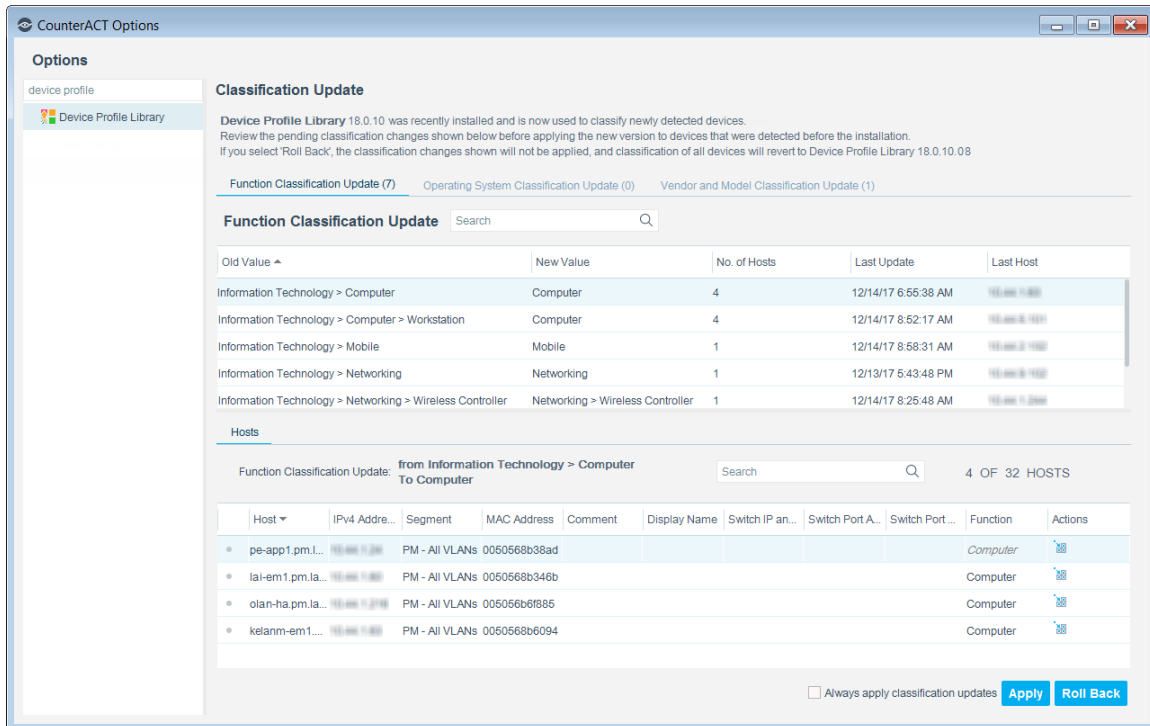 CounterACT Options
Options
device profile
Device Profile Library
Classification Update
Device Profile Library 18.0.10 was recently installed and is now used to classify newly detected devices.
Review the pending classification changes shown below before applying the new version to devices that were detected before the installation.
If you select 'Roll Back', the classification changes shown will not be applied, and classification of all devices will revert to Device Profile Library 18.0.10.08
Function Classification Update (7) Operating System Classification Update (0) Vendor and Model Classification Update (1)
Function Classification Update Search
Old Value New Value No. of Hosts Last Update Last Host
Information Technology > Computer Computer 4 12/14/17 6:55:38 AM
Information Technology > Computer > Workstation Computer 4 12/14/17 8:52:17 AM
Information Technology > Mobile Mobile 1 12/14/17 8:58:31 AM
Information Technology > Networking Networking 1 12/13/17 5:43:48 PM
Information Technology > Networking > Wireless Controller Networking > Wireless Controller 1 12/14/17 8:25:48 AM
Hosts
Function Classification Update: from Information Technology > Computer
To Computer
Search 4 OF 32 HOSTS
Host IPv4 Addre... Segment MAC Address Comment Display Name Switch IP an... Switch Port A... Switch Port ... Function Actions
pe-app1.pm.l... PM - All VLANs 0050568b38ad Computer
lai-em1.pm.la... PM - All VLANs 0050568b346b Computer
olan-ha.pm.la... PM - All VLANs 005056b6f885 Computer
kelanm-em1.... PM - All VLANs 0050568b6094 Computer
Always apply classification updates Apply Roll Back